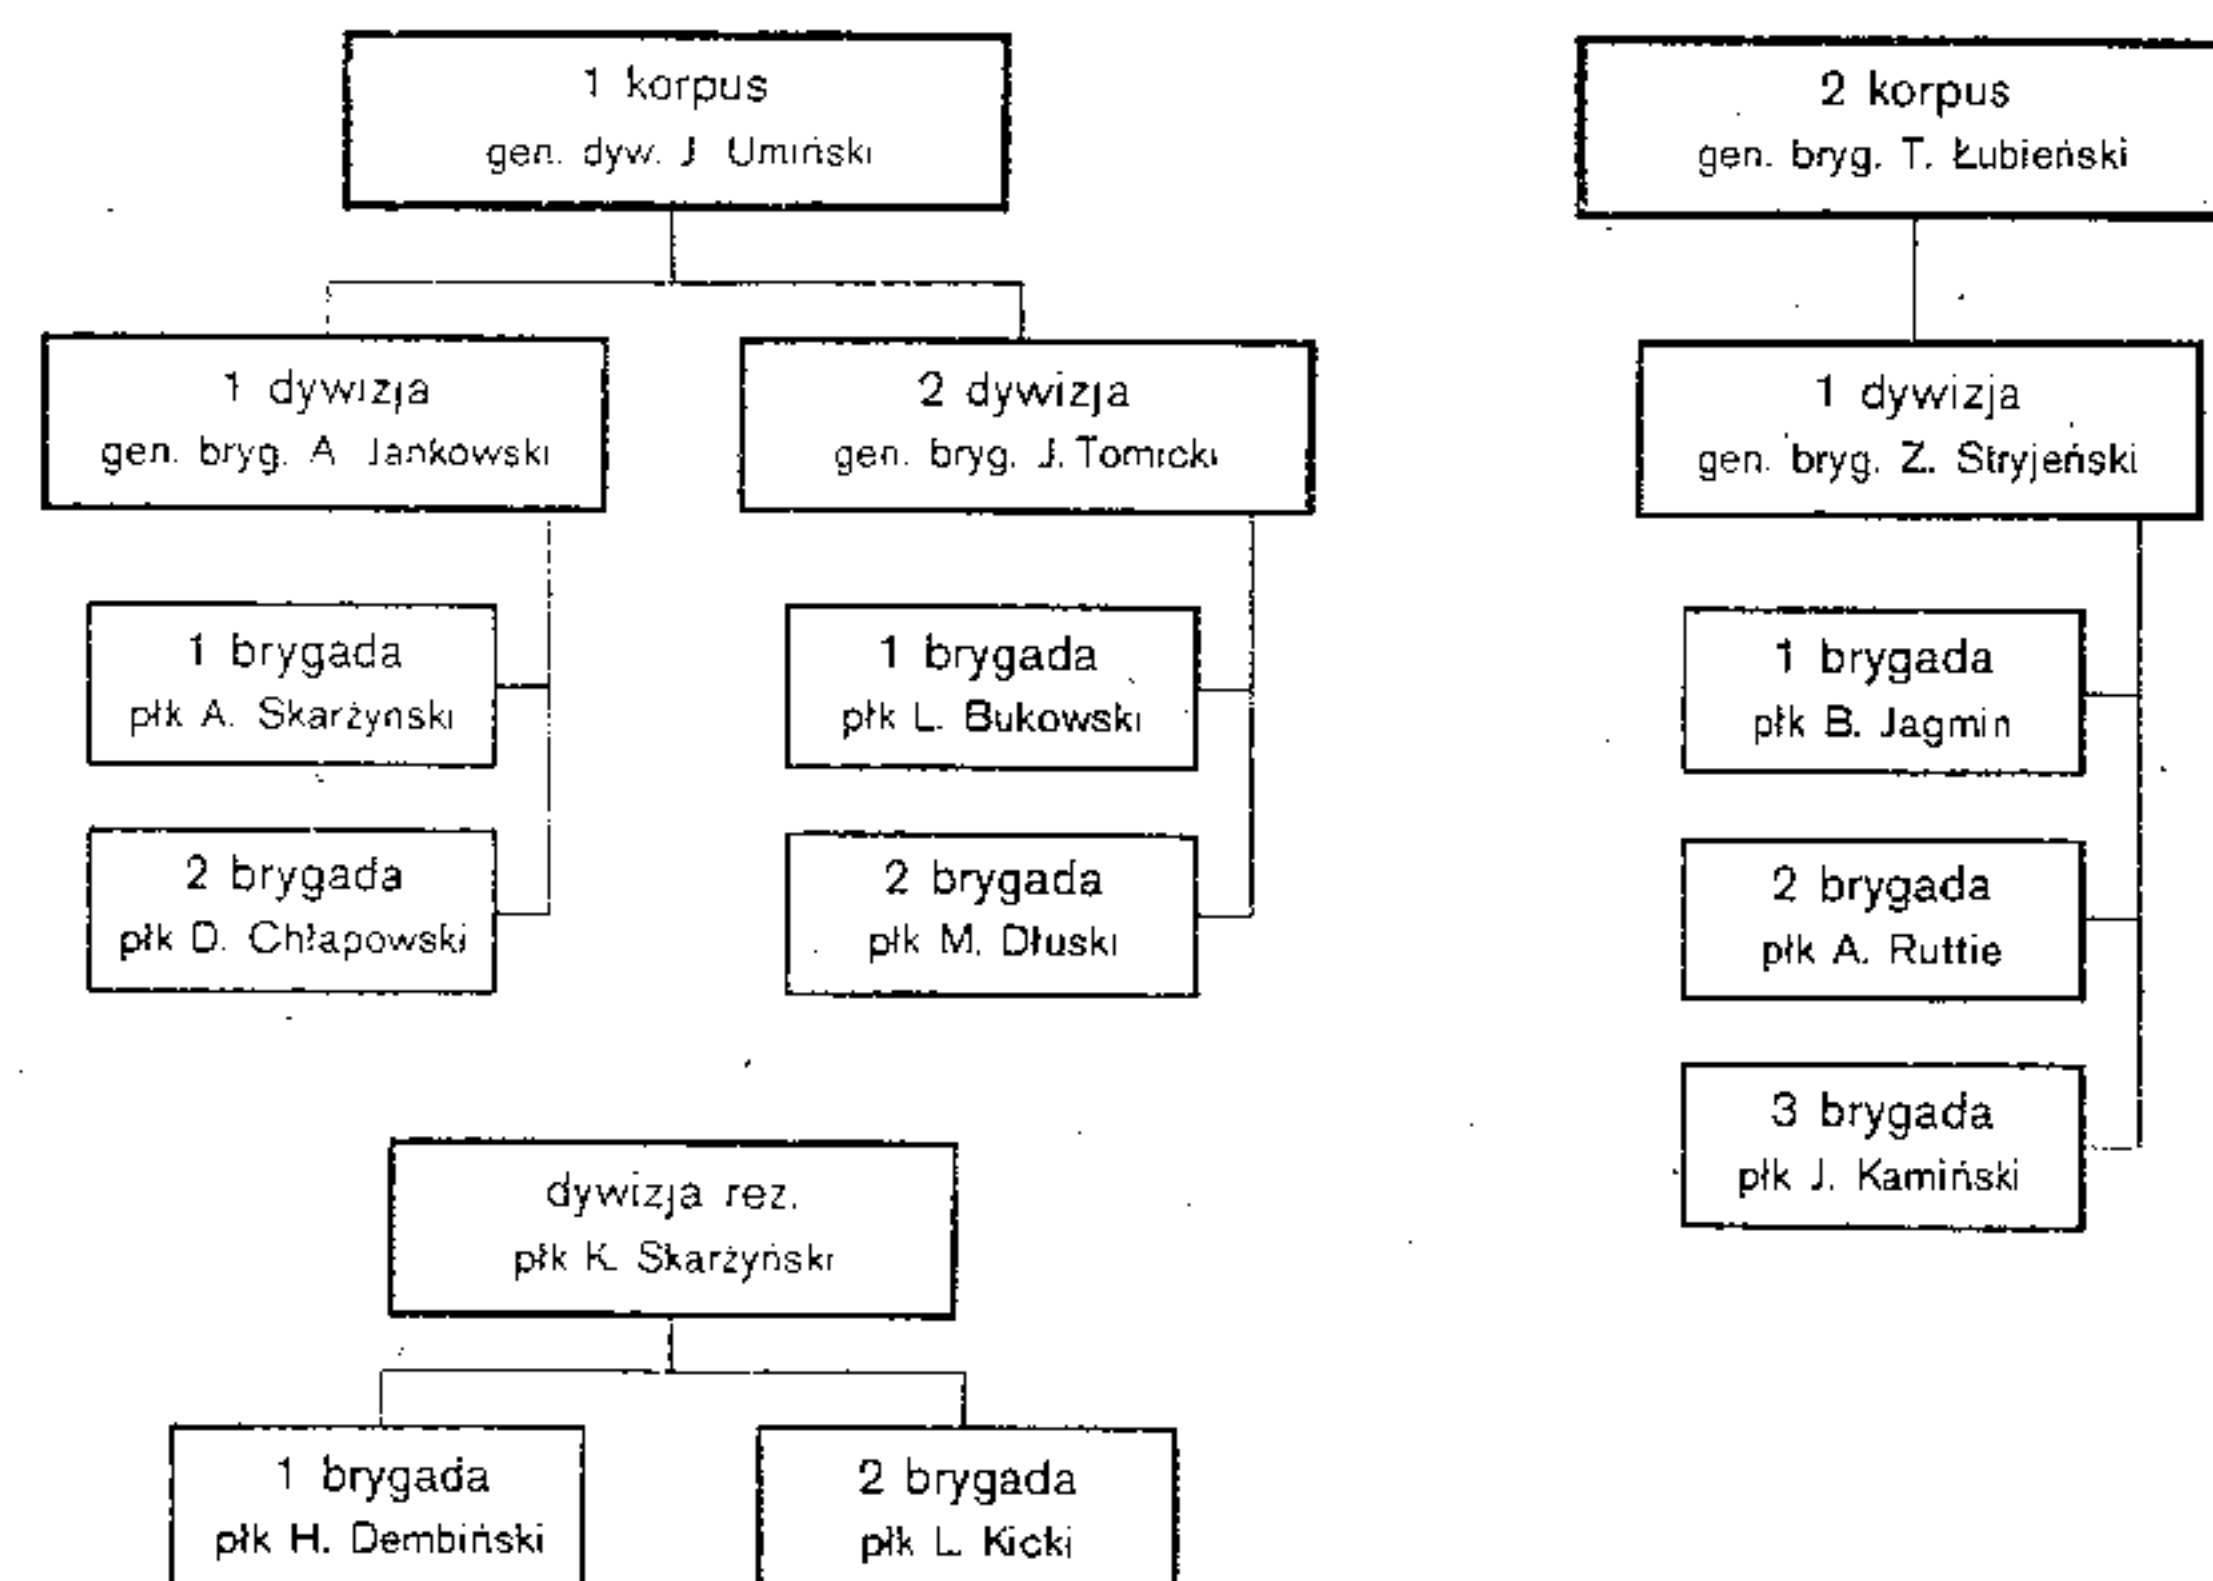 1 korpus
gen. dyw. J Umiński
2 korpus
gen. bryg. T. Łubieński
1 dywizja
gen. bryg. A Jankowski
2 dywizja
gen. bryg. J. Tomicki
1 dywizja
gen. bryg. Z. Stryjeński
1 brygada
płk A. Skarżyński
2 brygada
płk D. Chłapowski
1 brygada
płk L. Bukowski
2 brygada
płk M. Dłuski
1 brygada
płk B. Jagmin
2 brygada
płk A. Ruttie
3 brygada
płk J. Kamiński
dywizja rez.
płk K. Skarżyński
1 brygada
płk H. Dembiński
2 brygada
płk L. Kicki